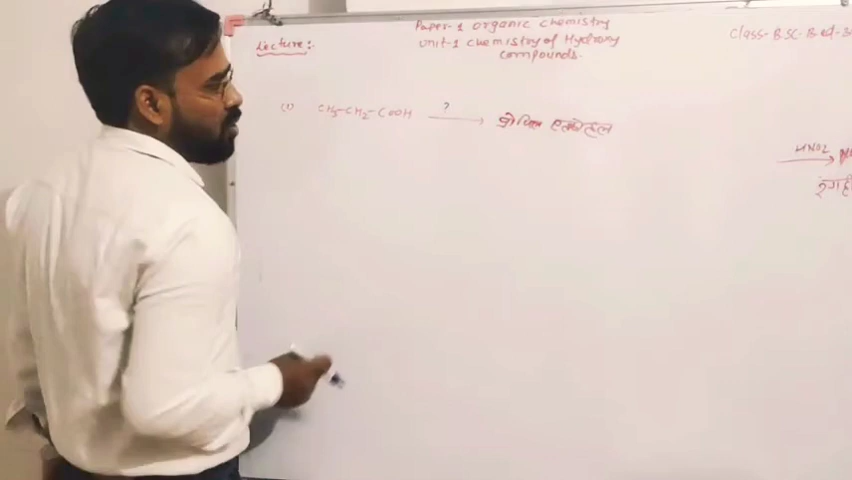 Paper-1 Organic Chemistry
Unit-1 Chemistry of Hydroxy
Compounds.
Class-BSC-B.ed-3
Lecture:-
(1) CH3-CH2-COOH ? प्रोपिल एल्कोहल
HNO2